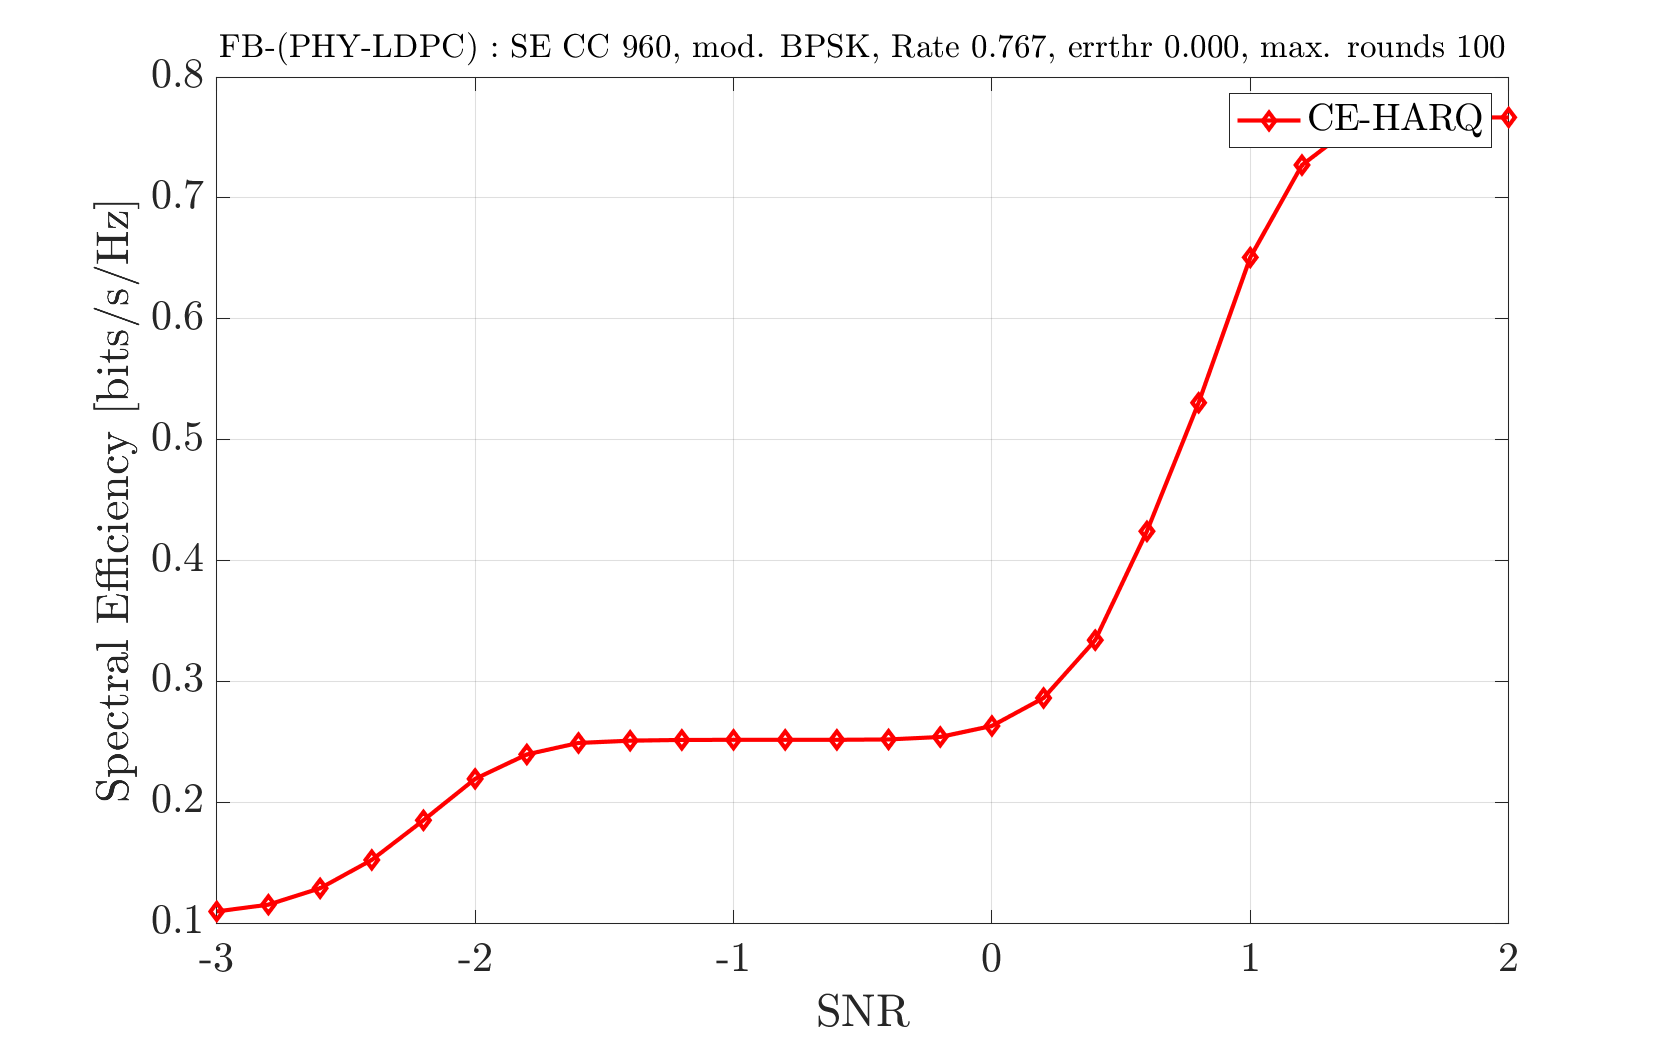 FB-(PHY-LDPC) : SE CC 960, mod. BPSK, Rate 0.767, errthr 0.000, max. rounds 100
CE-HARQ
Spectral Efficiency [bits/s/Hz]
0.8
0.7
0.6
0.5
0.4
0.3
0.2
0.1
-3 -2 -1 0 1 2
SNR